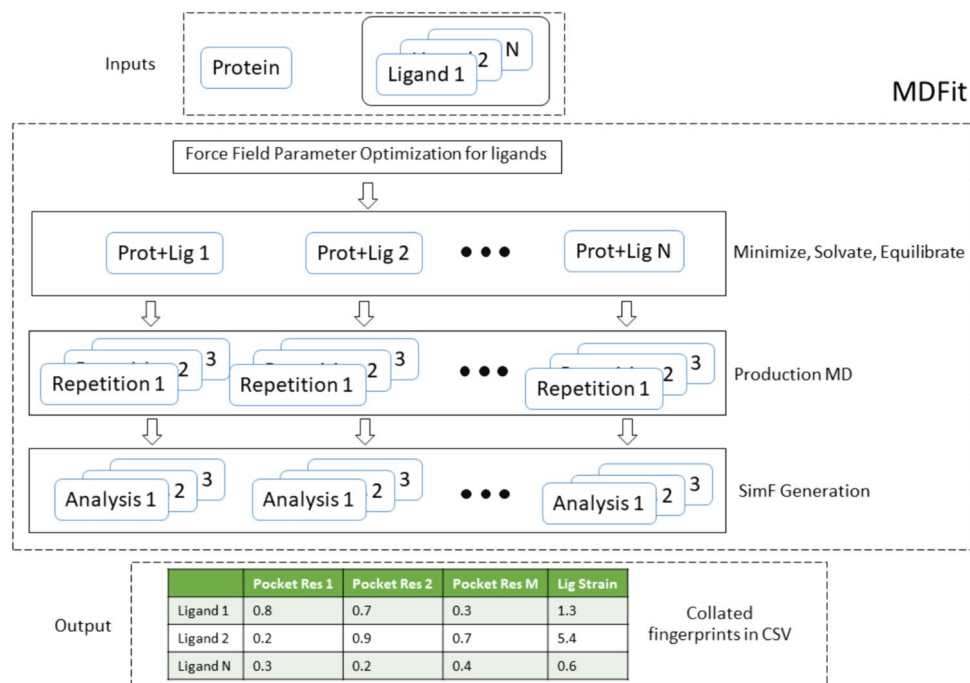 Inputs
Protein
Ligand 1
2
N
MDFit
Force Field Parameter Optimization for ligands
Prot+Lig 1
Prot+Lig 2
Prot+Lig N
Minimize, Solvate, Equilibrate
Repetition 1
2
3
Repetition 1
2
3
Repetition 1
2
3
Production MD
Analysis 1
2
3
Analysis 1
2
3
Analysis 1
2
3
SimF Generation
Output
Pocket Res 1 Pocket Res 2 Pocket Res M Lig Strain
Ligand 1 0.8 0.7 0.3 1.3
Ligand 2 0.2 0.9 0.7 5.4
Ligand N 0.3 0.2 0.4 0.6
Collated
fingerprints in CSV